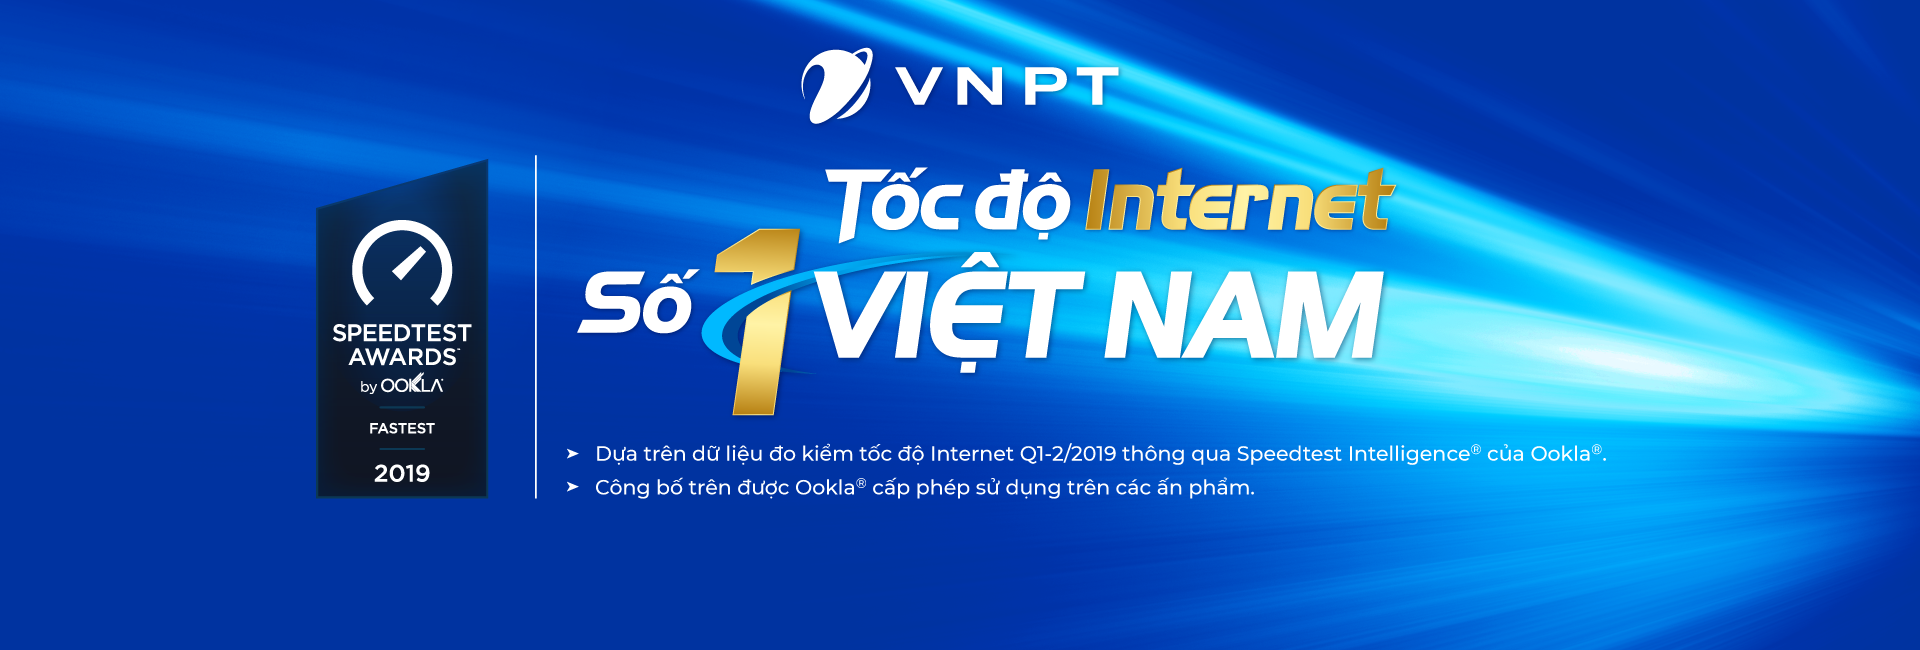 VNPT
Tốc độ Internet
Số 1 VIỆT NAM
SPEEDTEST
AWARDS™
by OOKLA®
FASTEST
2019
➤ Dựa trên dữ liệu đo kiểm tốc độ Internet Q1-2/2019 thông qua Speedtest Intelligence® của Ookla®.
➤ Công bố trên được Ookla® cấp phép sử dụng trên các ấn phẩm.